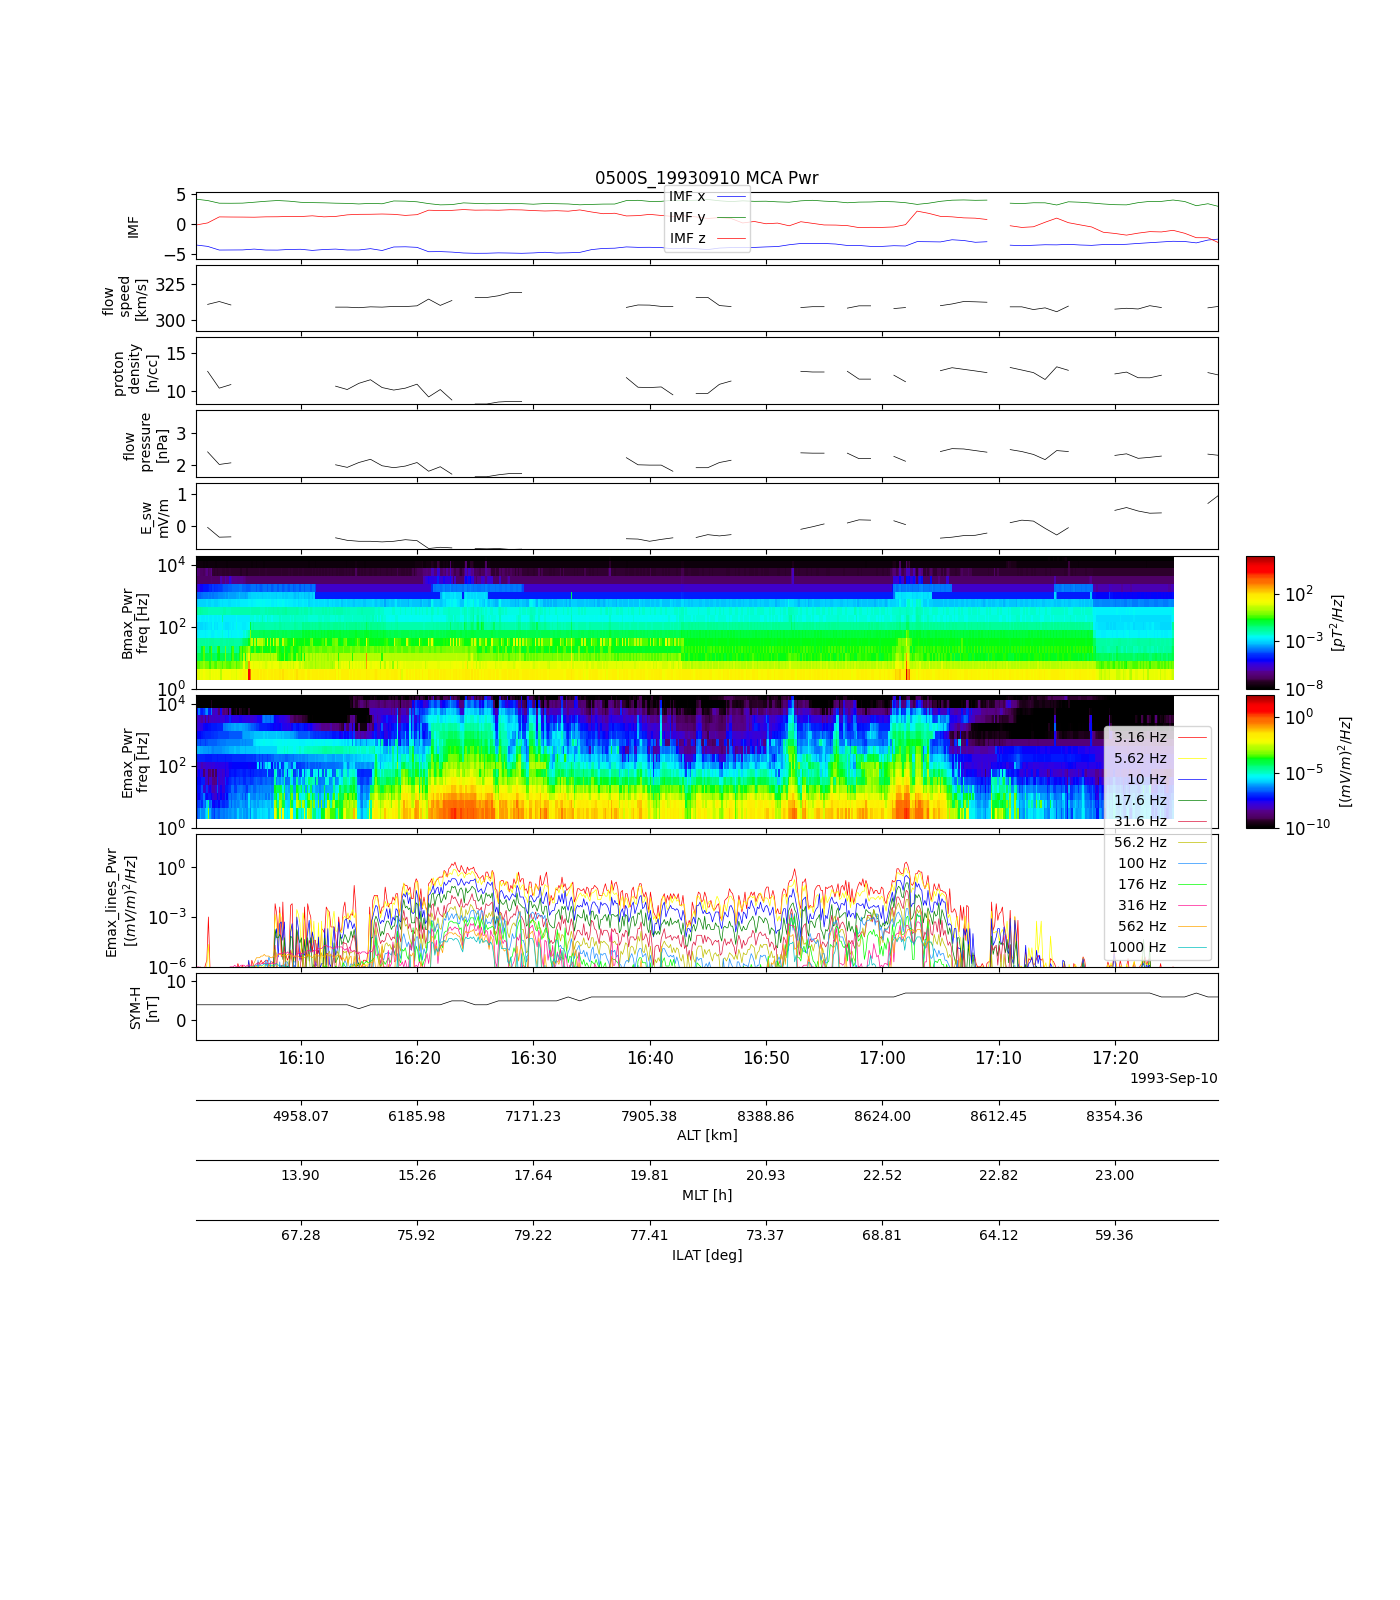 0500S_19930910 MCA Pwr
5
0
−5
IMF
IMF x
IMF y
IMF z
325
300
flow
speed
[km/s]
15
10
proton
density
[n/cc]
3
2
flow
pressure
[nPa]
1
0
E_sw
mV/m
10^4
10^2
10^0
Bmax_Pwr
freq [Hz]
10^2
10^−3
10^−8
[pT^2/Hz]
10^4
10^2
10^0
Emax_Pwr
freq [Hz]
10^0
10^−5
10^−10
[(mV/m)^2/Hz]
3.16 Hz
5.62 Hz
10 Hz
17.6 Hz
31.6 Hz
56.2 Hz
100 Hz
176 Hz
316 Hz
562 Hz
1000 Hz
10^0
10^−3
10^−6
Emax_lines_Pwr
[(mV/m)^2/Hz]
10
0
SYM-H
[nT]
16:10 16:20 16:30 16:40 16:50 17:00 17:10 17:20
1993-Sep-10
4958.07 6185.98 7171.23 7905.38 8388.86 8624.00 8612.45 8354.36
ALT [km]
13.90 15.26 17.64 19.81 20.93 22.52 22.82 23.00
MLT [h]
67.28 75.92 79.22 77.41 73.37 68.81 64.12 59.36
ILAT [deg]